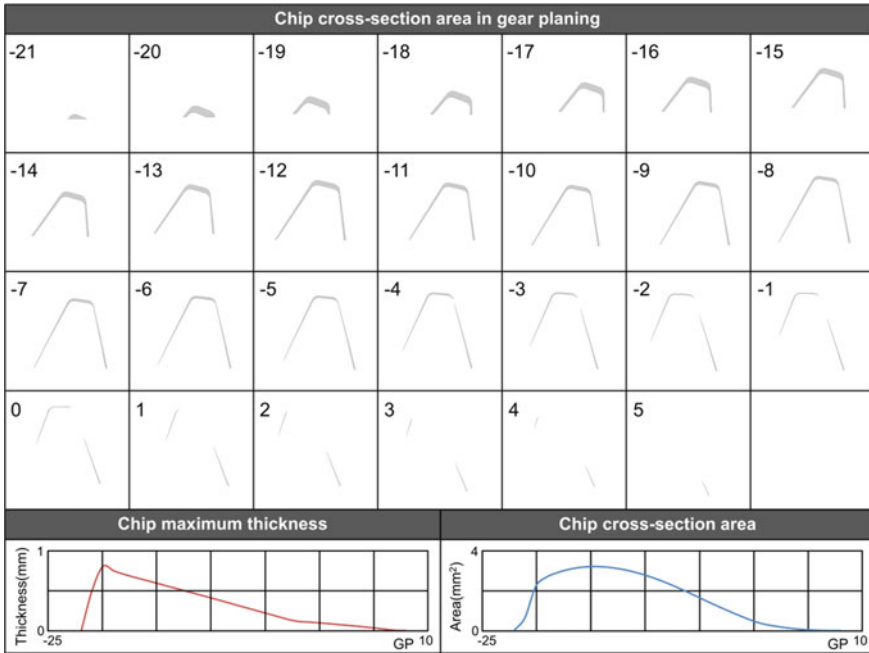 Chip cross-section area in gear planing
-21 -20 -19 -18 -17 -16 -15
-14 -13 -12 -11 -10 -9 -8
-7 -6 -5 -4 -3 -2 -1
0 1 2 3 4 5
Chip maximum thickness Chip cross-section area
Thickness(mm) 1 0 -25 GP 10
Area(mm²) 4 0 -25 GP 10